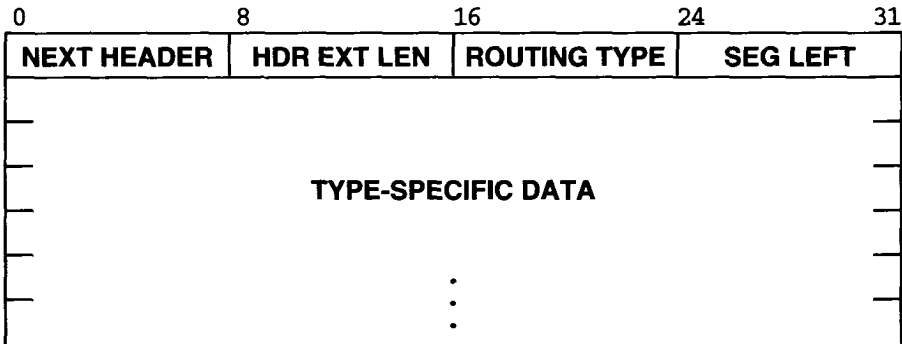 0 8 16 24 31
NEXT HEADER HDR EXT LEN ROUTING TYPE SEG LEFT
TYPE-SPECIFIC DATA